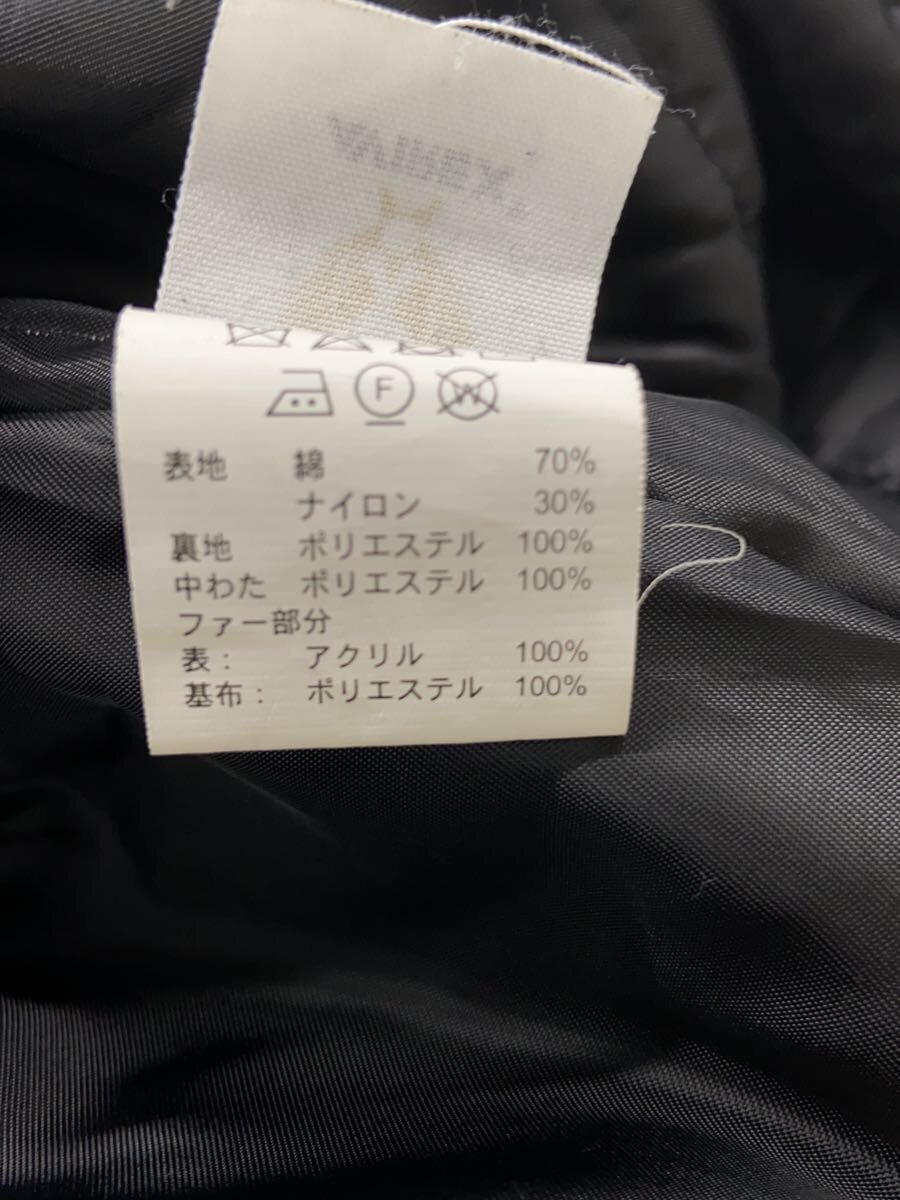 F W
表地 綿 70%
ナイロン 30%
裏地 ポリエステル 100%
中わた ポリエステル 100%
ファー部分
表： アクリル 100%
基布： ポリエステル 100%